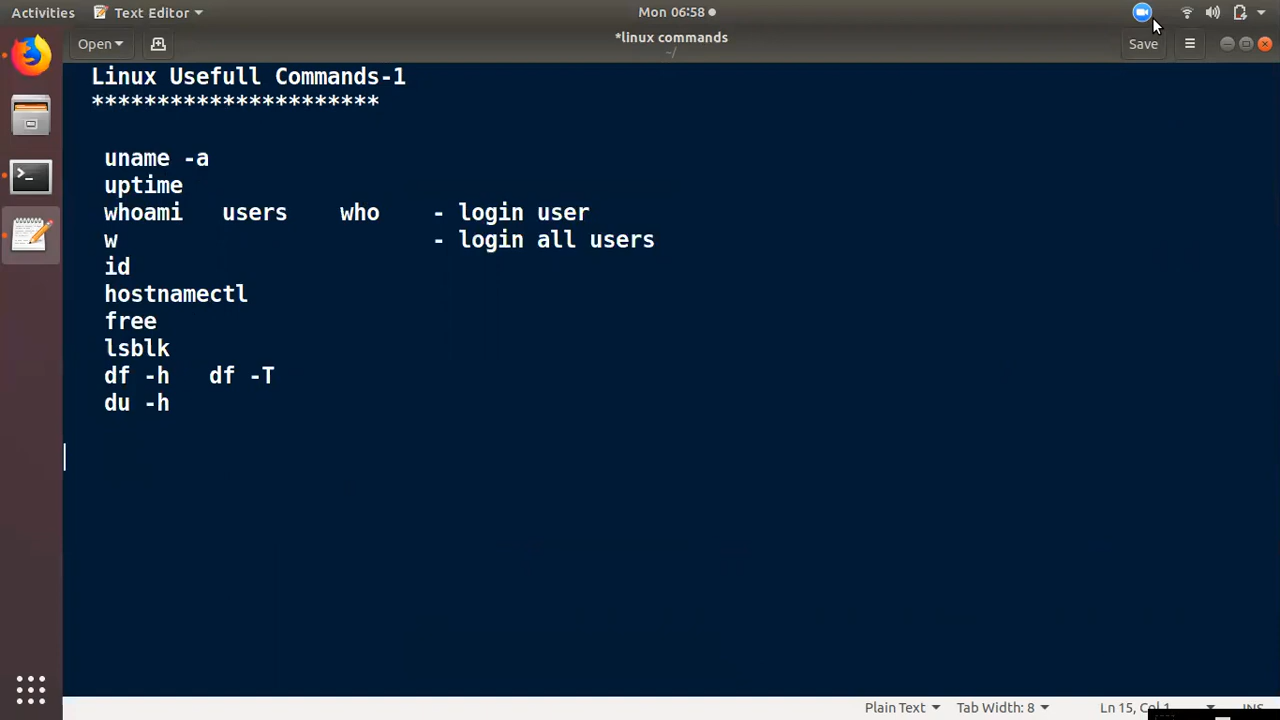 Activities Text Editor Mon 06:58
Open *linux commands Save
~/
Linux Usefull Commands-1
**********************
uname -a
uptime
whoami users who - login user
w - login all users
id
hostnamectl
free
lsblk
df -h df -T
du -h
Plain Text Tab Width: 8 Ln 15, Col 1 INS